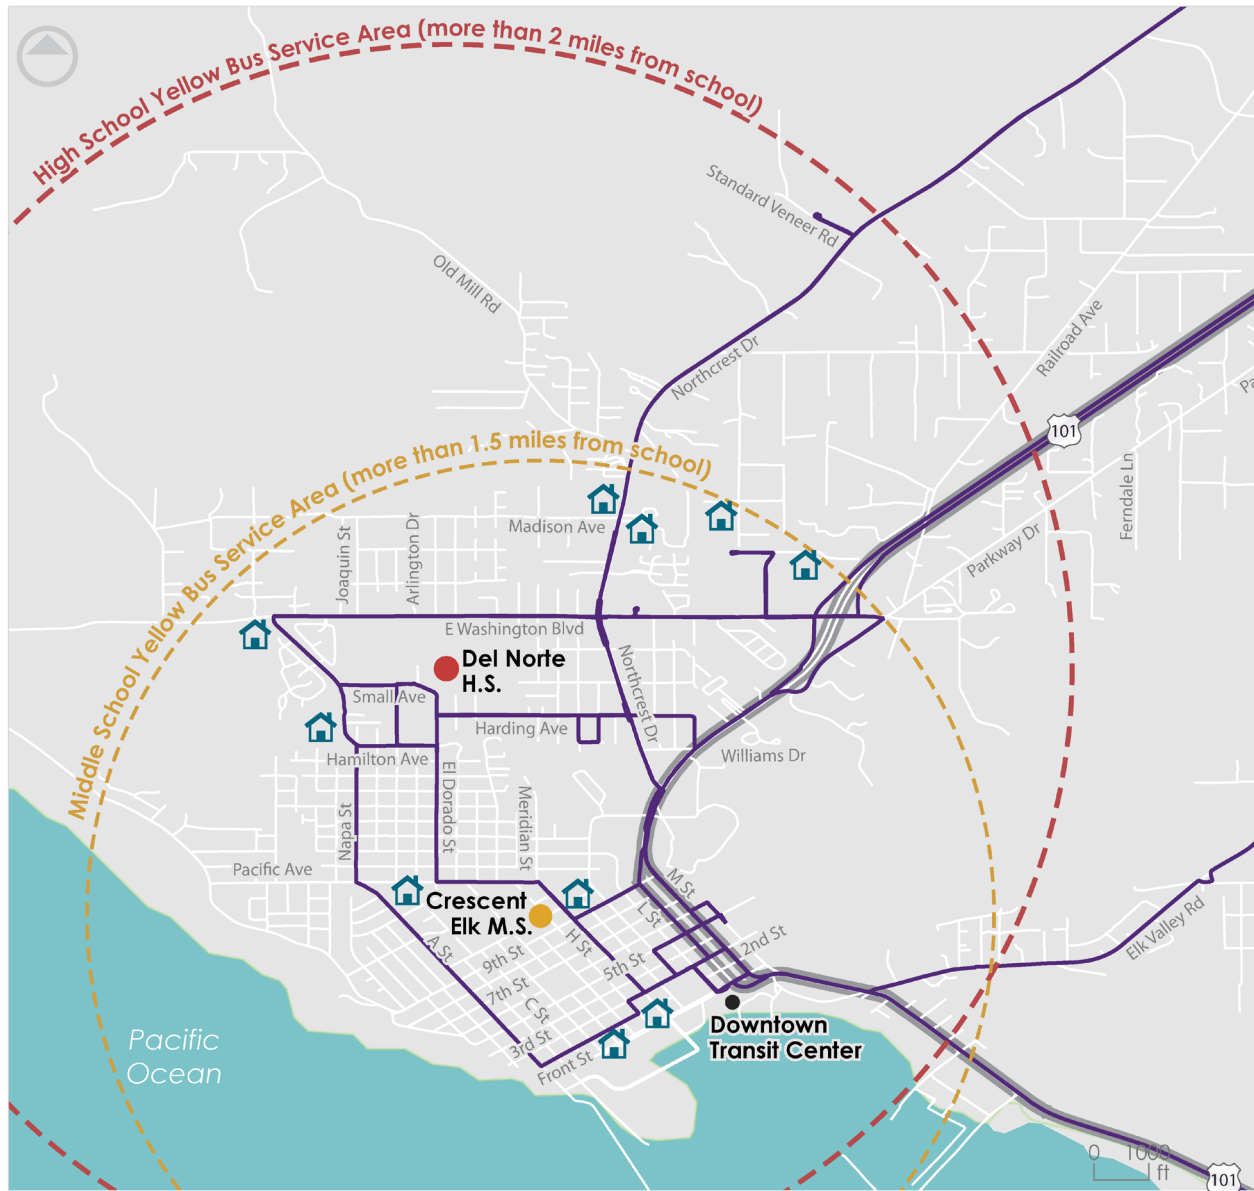 High School Yellow Bus Service Area (more than 2 miles from school)
Standard Veneer Rd
Old Mill Rd
Railroad Ave
Northcrest Dr
Pa
101
Middle School Yellow Bus Service Area (more than 1.5 miles from school)
Ferndale Ln
Madison Ave
Joaquin St
Arlington Dr
Parkway Dr
E Washington Blvd
Del Norte
H.S.
Northcrest Dr
Small Ave
Harding Ave
Hamilton Ave
Williams Dr
El Dorado St
Meridian St
Napa St
Pacific Ave
M St
Crescent
Elk M.S.
L St
A St
H St
9th St
5th St
2nd St
Elk Valley Rd
7th St
C St
3rd St
Front St
Downtown
Transit Center
Pacific
Ocean
0 1000
ft
101